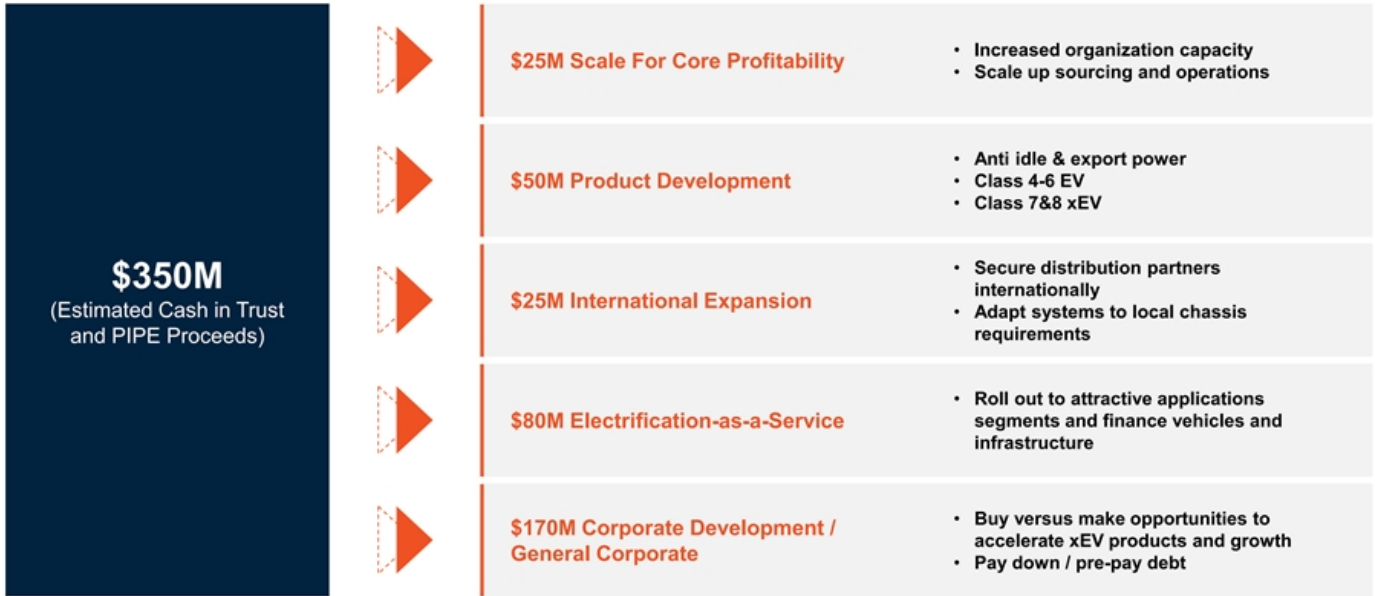 $350M
(Estimated Cash in Trust
and PIPE Proceeds)
$25M Scale For Core Profitability
• Increased organization capacity
• Scale up sourcing and operations
$50M Product Development
• Anti idle & export power
• Class 4-6 EV
• Class 7&8 xEV
$25M International Expansion
• Secure distribution partners
internationally
• Adapt systems to local chassis
requirements
$80M Electrification-as-a-Service
• Roll out to attractive applications
segments and finance vehicles and
infrastructure
$170M Corporate Development /
General Corporate
• Buy versus make opportunities to
accelerate xEV products and growth
• Pay down / pre-pay debt